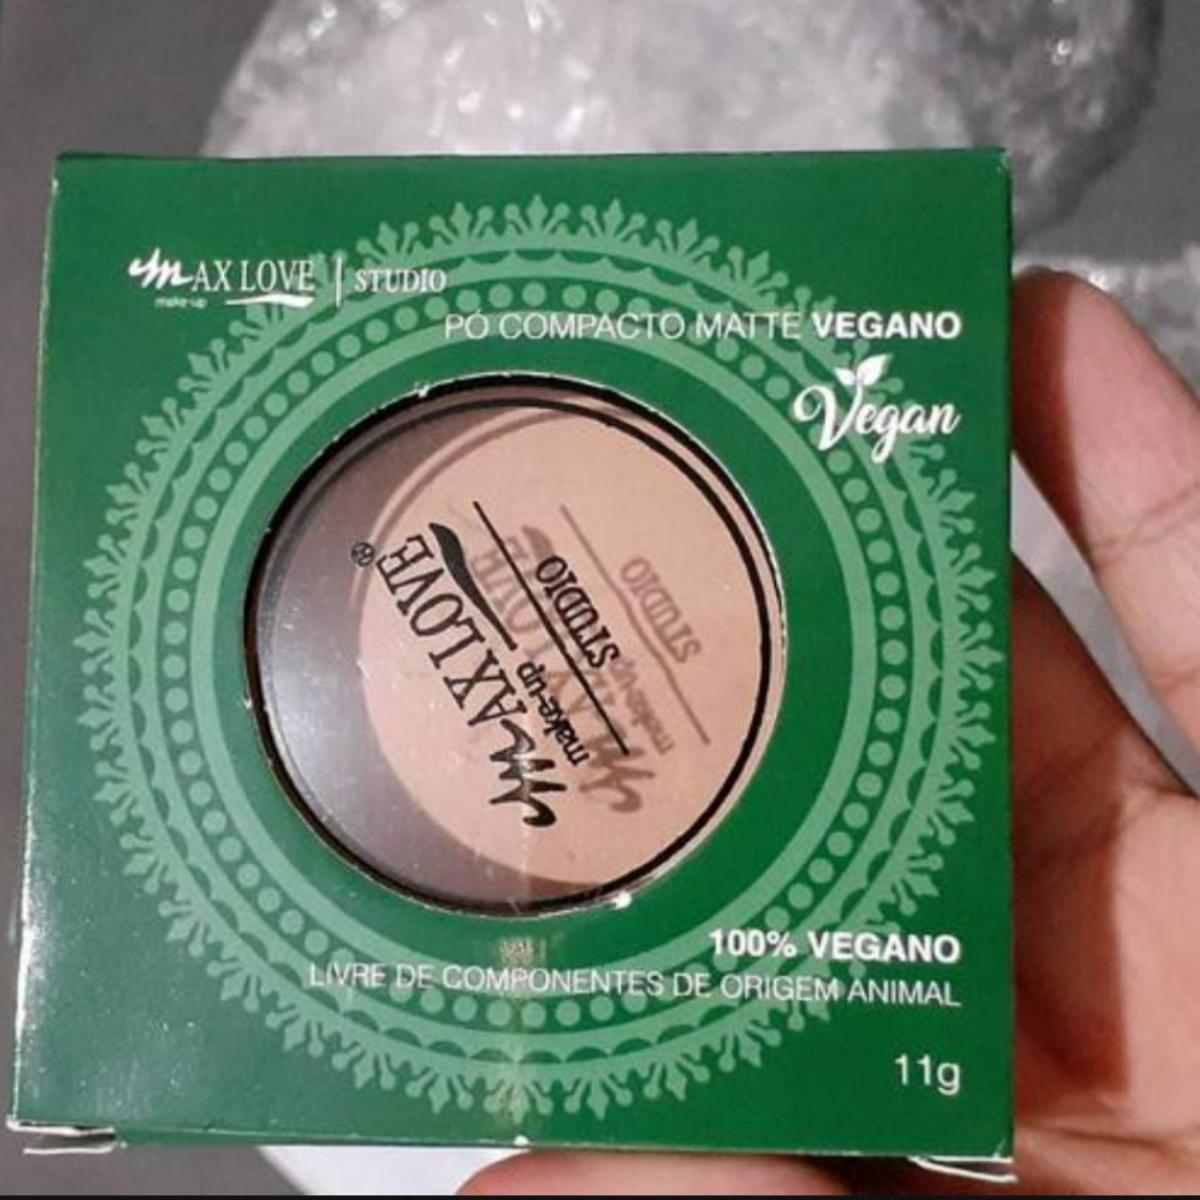 MAX LOVE | STUDIO
make-up
PÓ COMPACTO MATTE VEGANO
Vegan
MAX LOVE®
make-up
STUDIO
100% VEGANO
LIVRE DE COMPONENTES DE ORIGEM ANIMAL
11g